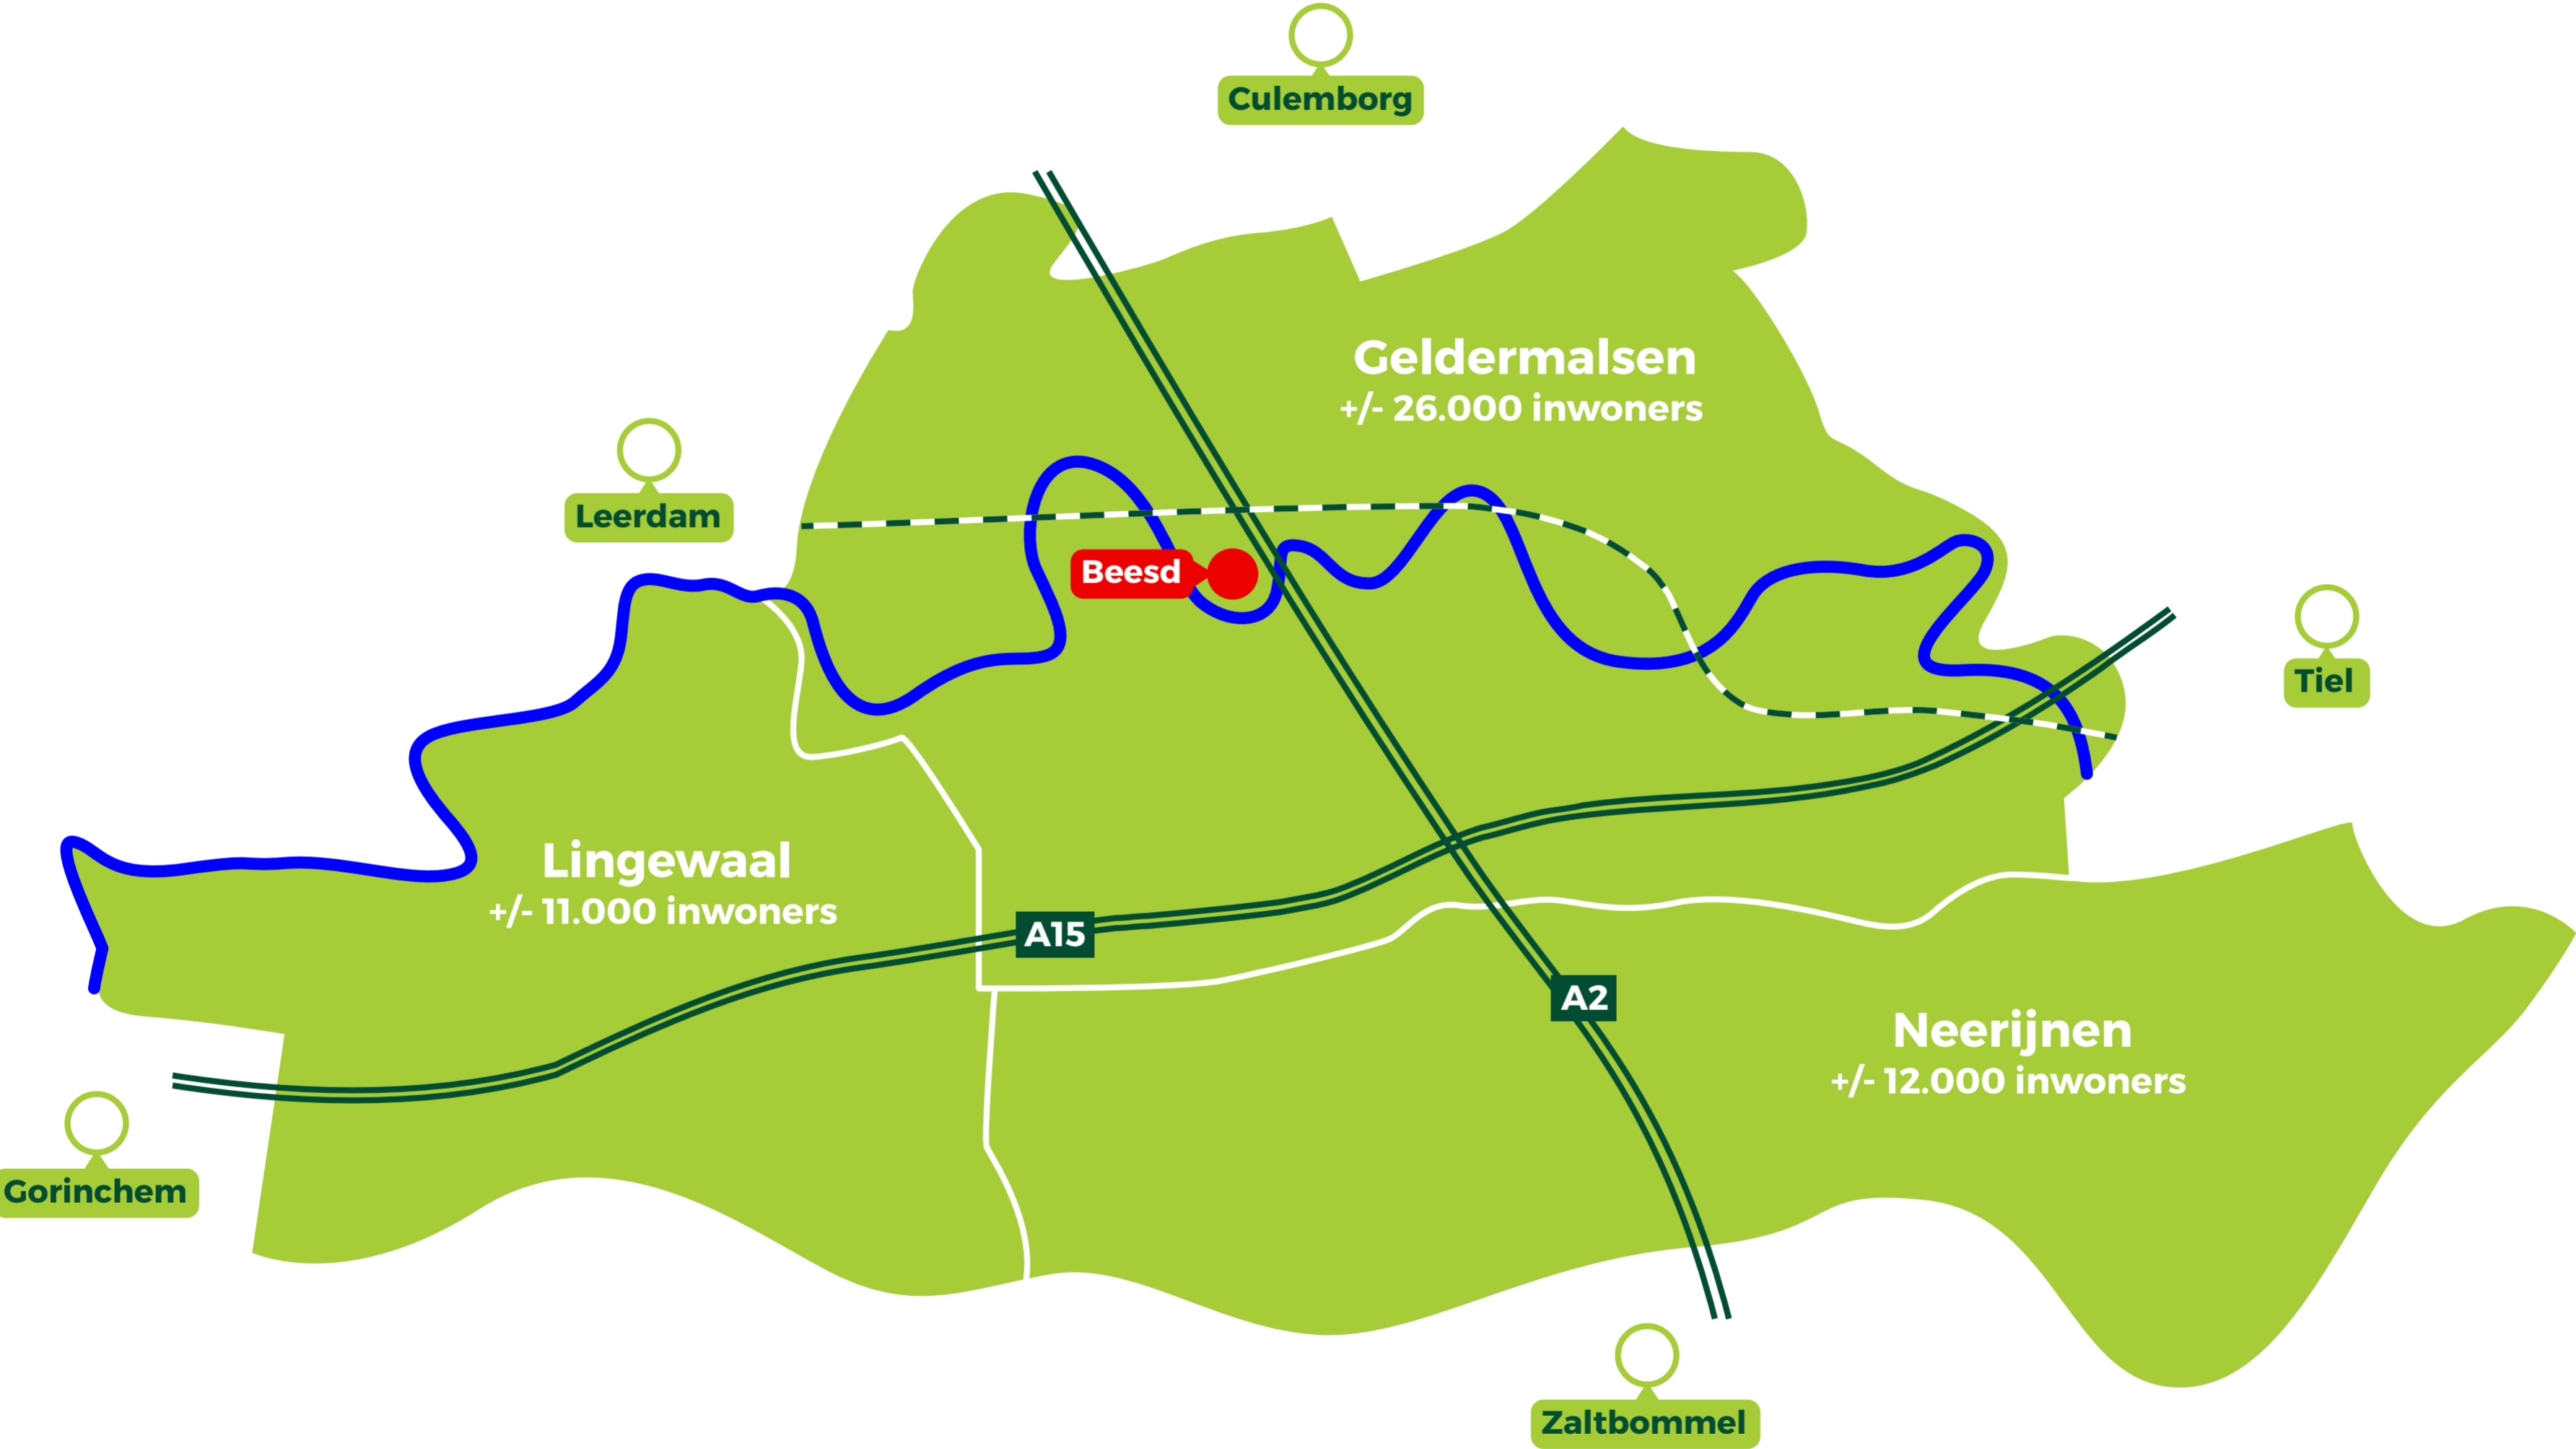 Culemborg
Geldermalsen
+/- 26.000 inwoners
Leerdam
Beesd
Tiel
Lingewaal
+/- 11.000 inwoners
A15
A2
Neerijnen
+/- 12.000 inwoners
Gorinchem
Zaltbommel